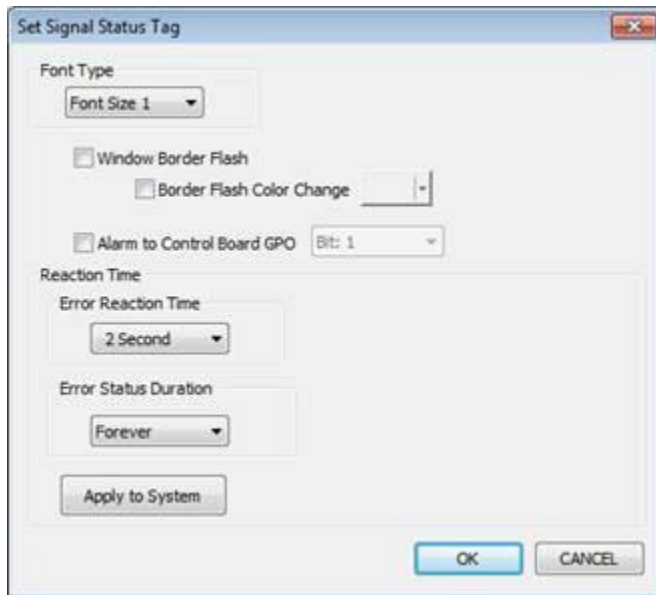 Set Signal Status Tag
Font Type
Font Size 1
Window Border Flash
Border Flash Color Change
Alarm to Control Board GPO Bit: 1
Reaction Time
Error Reaction Time
2 Second
Error Status Duration
Forever
Apply to System
OK CANCEL